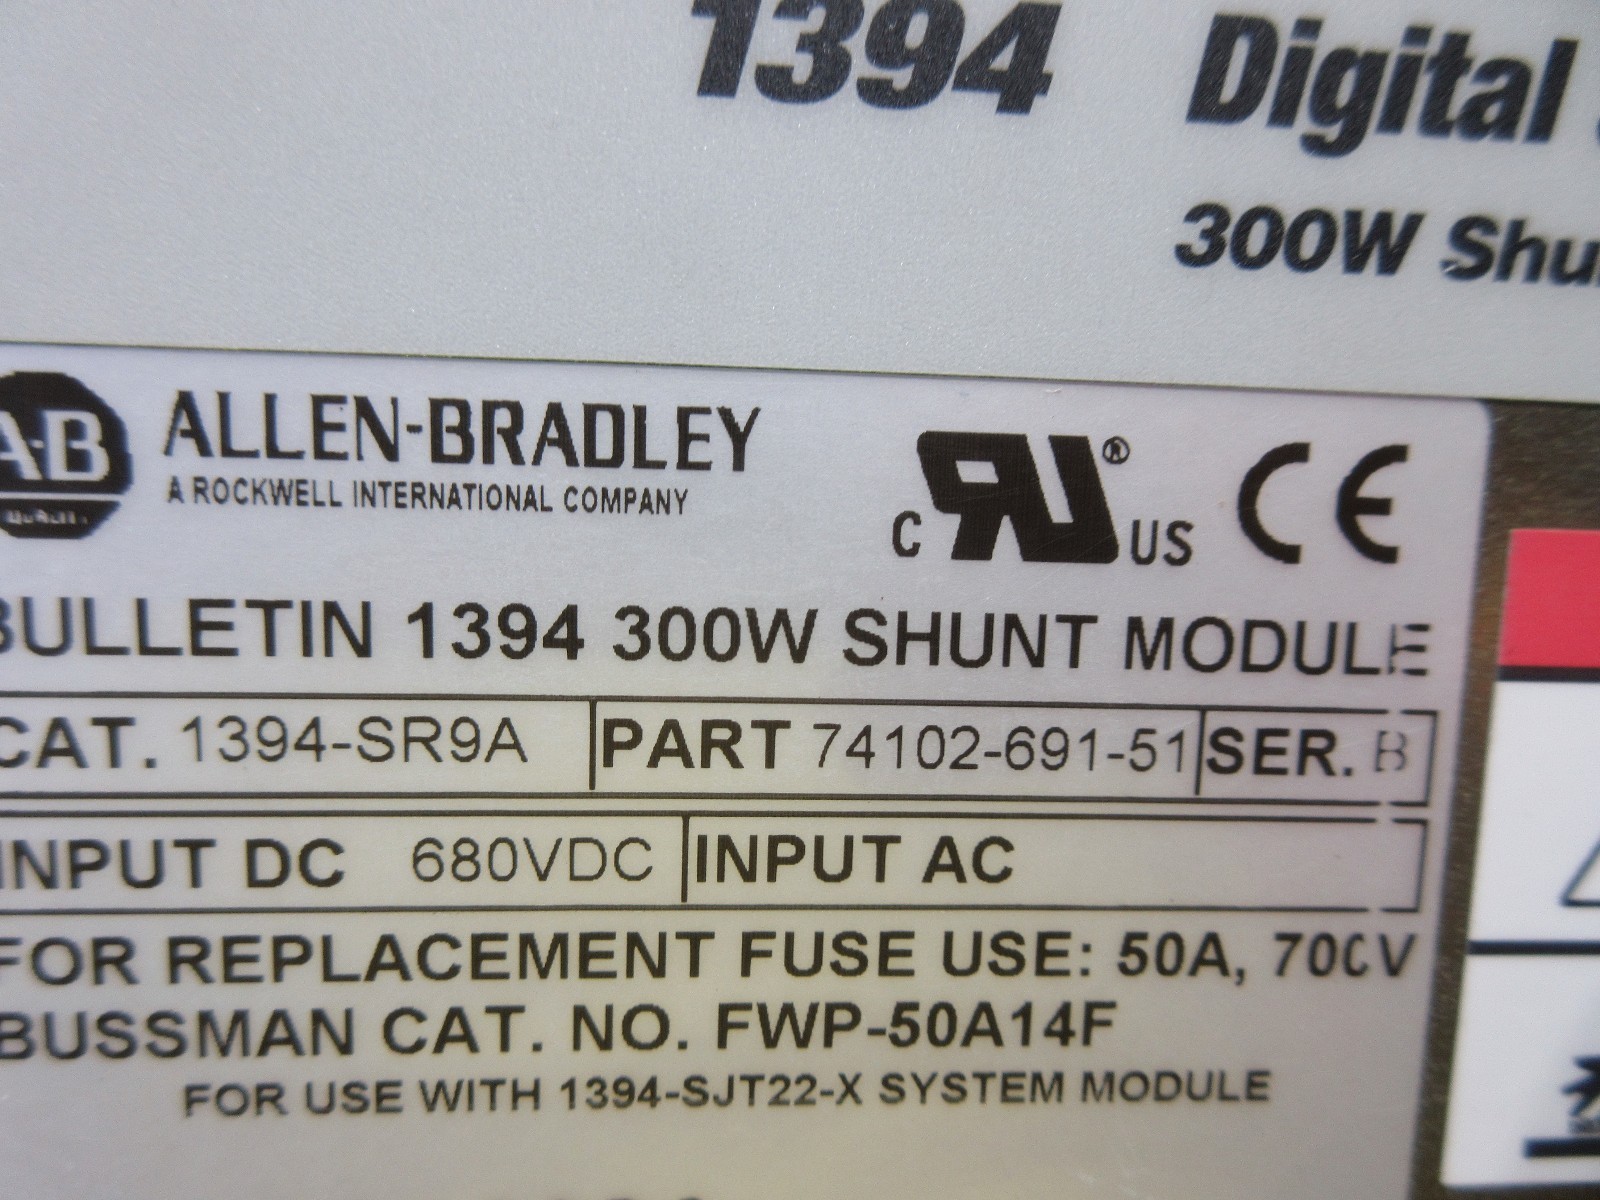 1394 Digital
300W Shu
A-B
ALLEN-BRADLEY
A ROCKWELL INTERNATIONAL COMPANY
C RU® US CE
BULLETIN 1394 300W SHUNT MODULE
CAT. 1394-SR9A PART 74102-691-51 SER. B
INPUT DC 680VDC INPUT AC
FOR REPLACEMENT FUSE USE: 50A, 700V
BUSSMAN CAT. NO. FWP-50A14F
FOR USE WITH 1394-SJT22-X SYSTEM MODULE